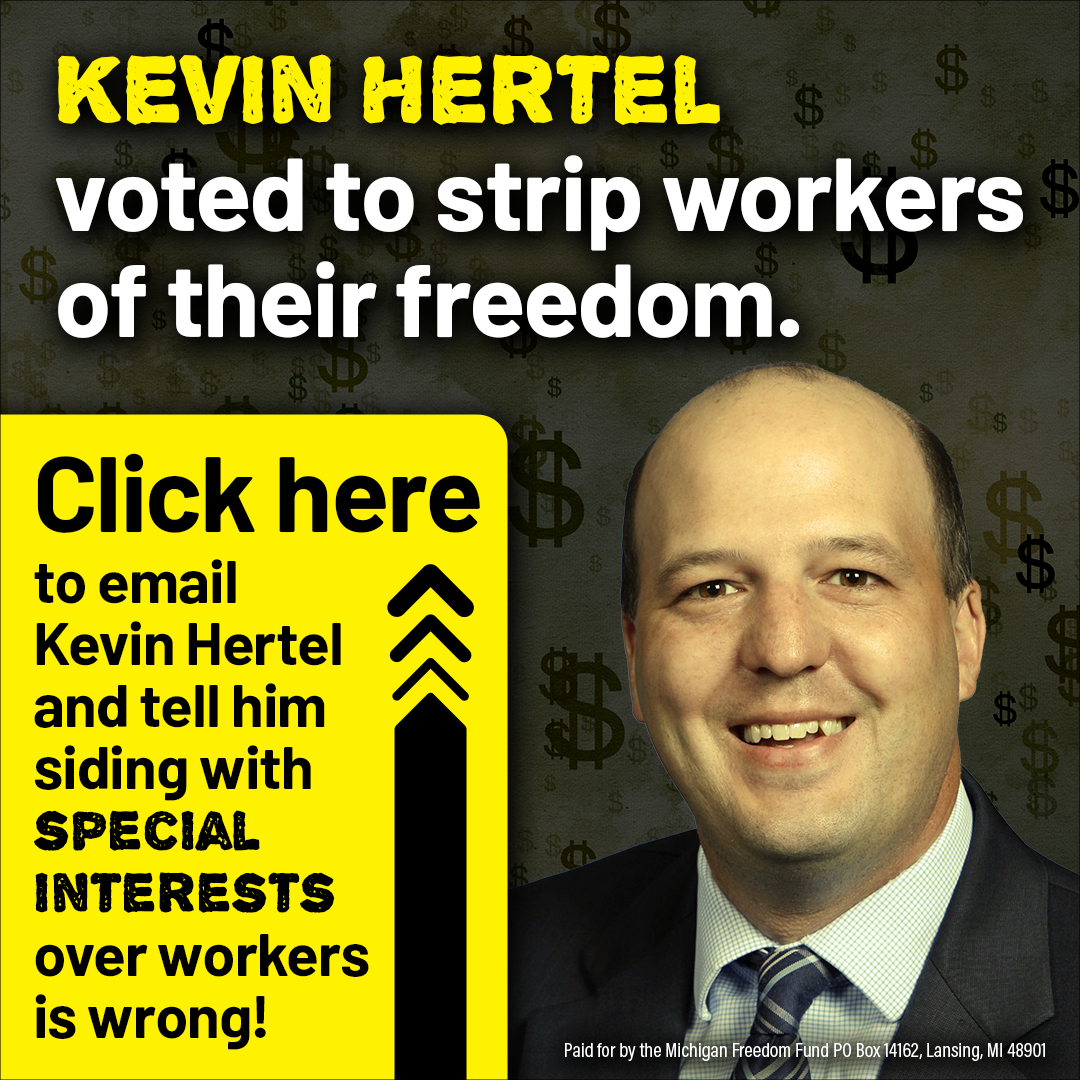 KEVIN HERTEL
voted to strip workers
of their freedom.
Click here
to email
Kevin Hertel
and tell him
siding with
SPECIAL
INTERESTS
over workers
is wrong!
Paid for by the Michigan Freedom Fund PO Box 14162, Lansing, MI 48901